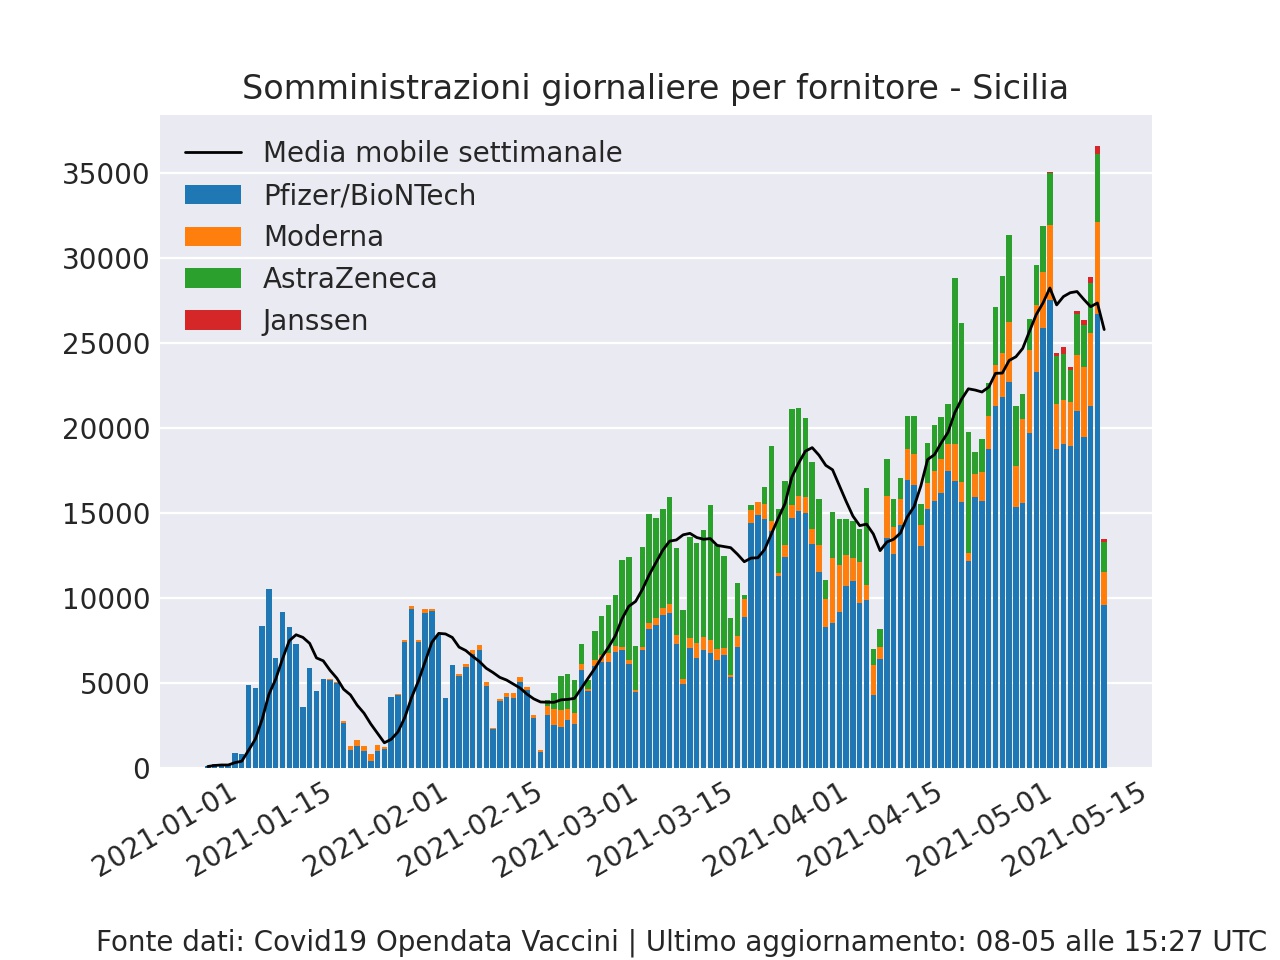 Somministrazioni giornaliere per fornitore - Sicilia
Media mobile settimanale
Pfizer/BioNTech
Moderna
AstraZeneca
Janssen
35000
30000
25000
20000
15000
10000
5000
0
2021-01-01
2021-01-15
2021-02-01
2021-02-15
2021-03-01
2021-03-15
2021-04-01
2021-04-15
2021-05-01
2021-05-15
Fonte dati: Covid19 Opendata Vaccini | Ultimo aggiornamento: 08-05 alle 15:27 UTC